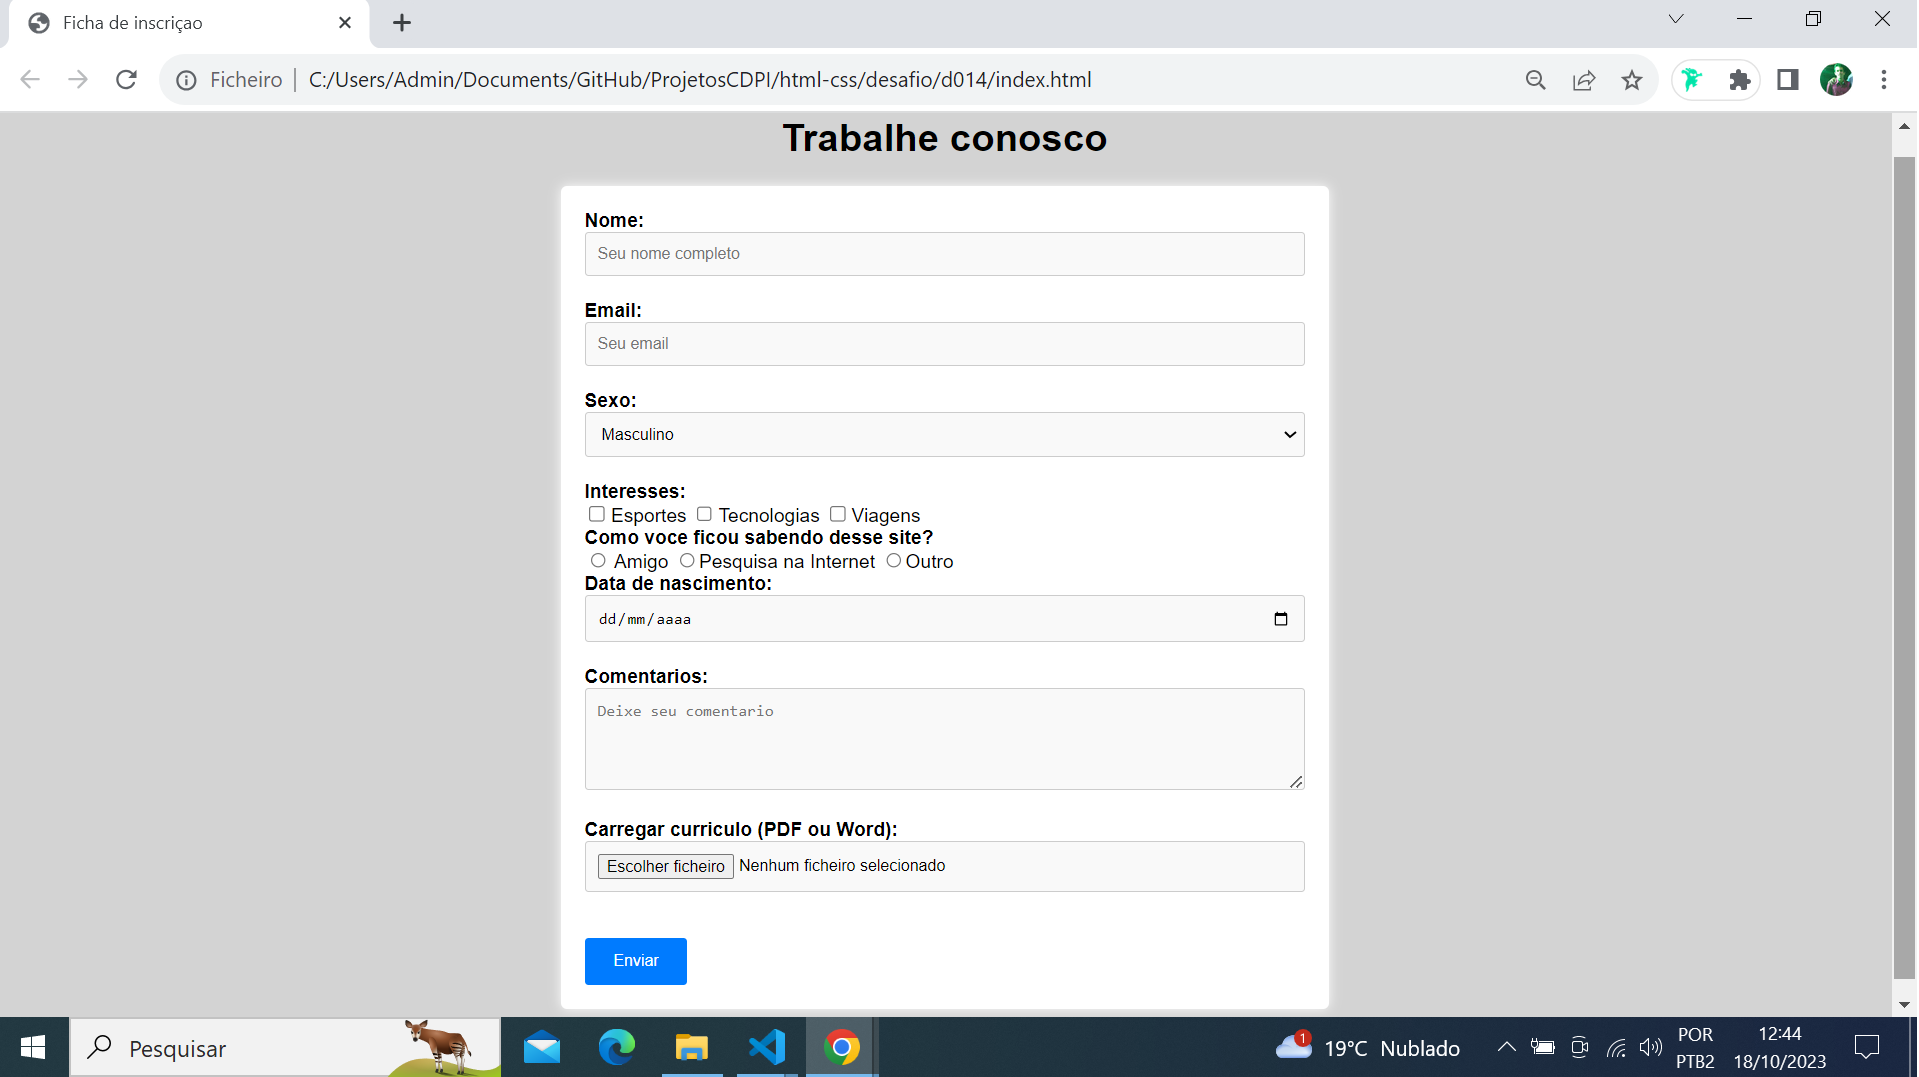 Ficha de inscriçao
Ficheiro | C:/Users/Admin/Documents/GitHub/ProjetosCDPI/html-css/desafio/d014/index.html
Trabalhe conosco
Nome:
Seu nome completo
Email:
Seu email
Sexo:
Masculino
Interesses:
Esportes Tecnologias Viagens
Como voce ficou sabendo desse site?
Amigo Pesquisa na Internet Outro
Data de nascimento:
dd/mm/aaaa
Comentarios:
Deixe seu comentario
Carregar curriculo (PDF ou Word):
Escolher ficheiro Nenhum ficheiro selecionado
Enviar
Pesquisar
1
19°C Nublado
POR
PTB2
12:44
18/10/2023